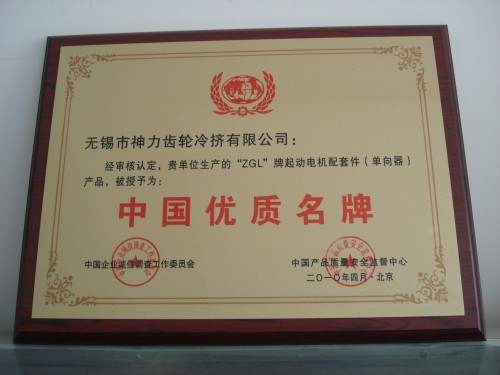 无锡市神力齿轮冷挤有限公司：
经审核认定，贵单位生产的“ZGL”牌起动电机配套件（单向器）
产品，被授予为：
中国优质名牌
中国企业诚信调查工作委员会
中国产品质量安全监督中心
二〇一〇年四月·北京